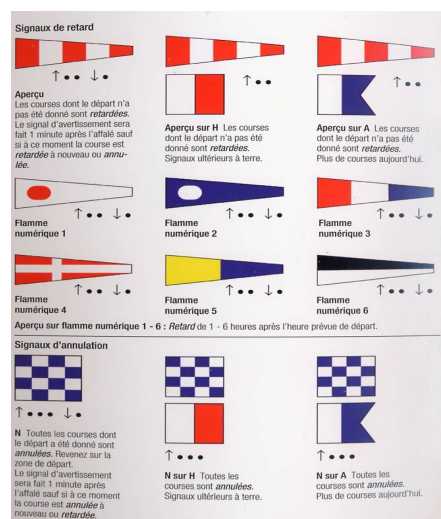 Signaux de retard
Aperçu
Les courses dont le départ n'a
pas été donné sont retardées.
Le signal d'avertissement sera
fait 1 minute après l'affalé sauf
si à ce moment la course est
retardée à nouveau ou annu-
lée.
Aperçu sur H Les courses
dont le départ n'a pas été
donné sont retardées.
Signaux ultérieurs à terre.
Aperçu sur A Les courses
dont le départ n'a pas été
donné sont retardées.
Plus de courses aujourd'hui.
Flamme
numérique 1
Flamme
numérique 2
Flamme
numérique 3
Flamme
numérique 4
Flamme
numérique 5
Flamme
numérique 6
Aperçu sur flamme numérique 1 - 6 : Retard de 1 - 6 heures après l'heure prévue de départ.
Signaux d'annulation
N Toutes les courses dont
le départ a été donné sont
annulées. Revenez sur la
zone de départ.
Le signal d'avertissement
sera fait 1 minute après
l'affalé sauf si à ce moment
la course est annulée à
nouveau ou retardée.
N sur H Toutes les
courses sont annulées.
Signaux ultérieurs à terre.
N sur A Toutes les
courses sont annulées.
Plus de courses aujourd'hui.